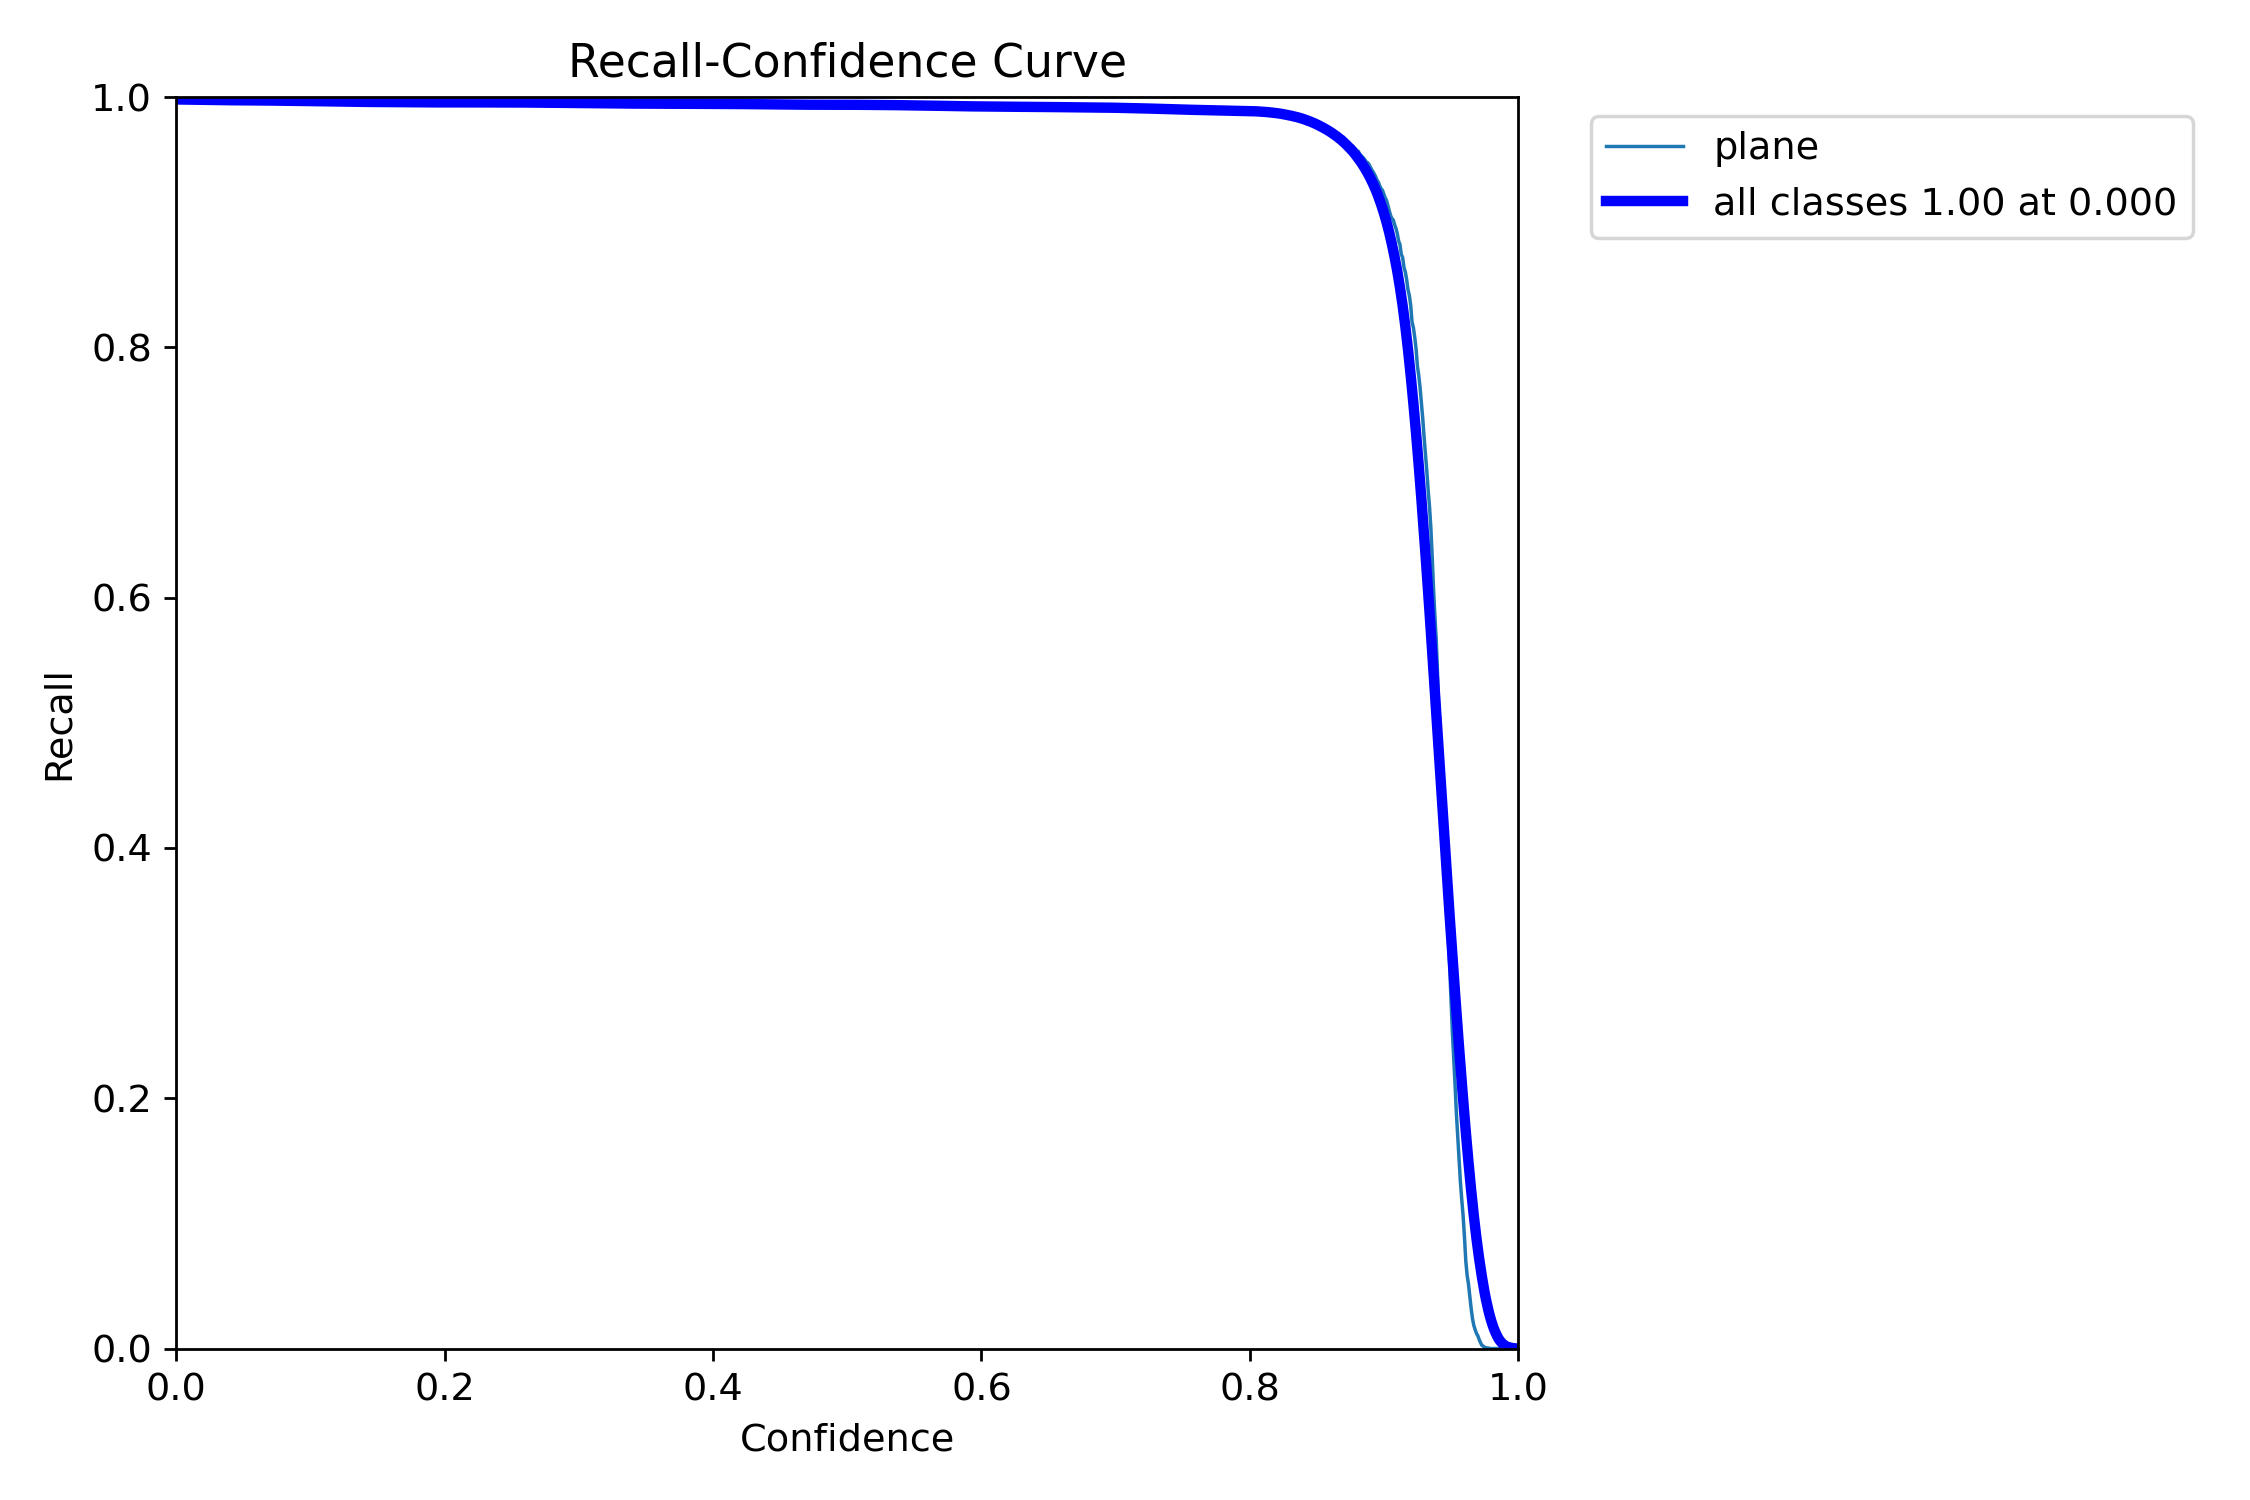 Recall-Confidence Curve
1.0
0.8
0.6
0.4
0.2
0.0
Recall
0.0 0.2 0.4 0.6 0.8 1.0
Confidence
plane
all classes 1.00 at 0.000